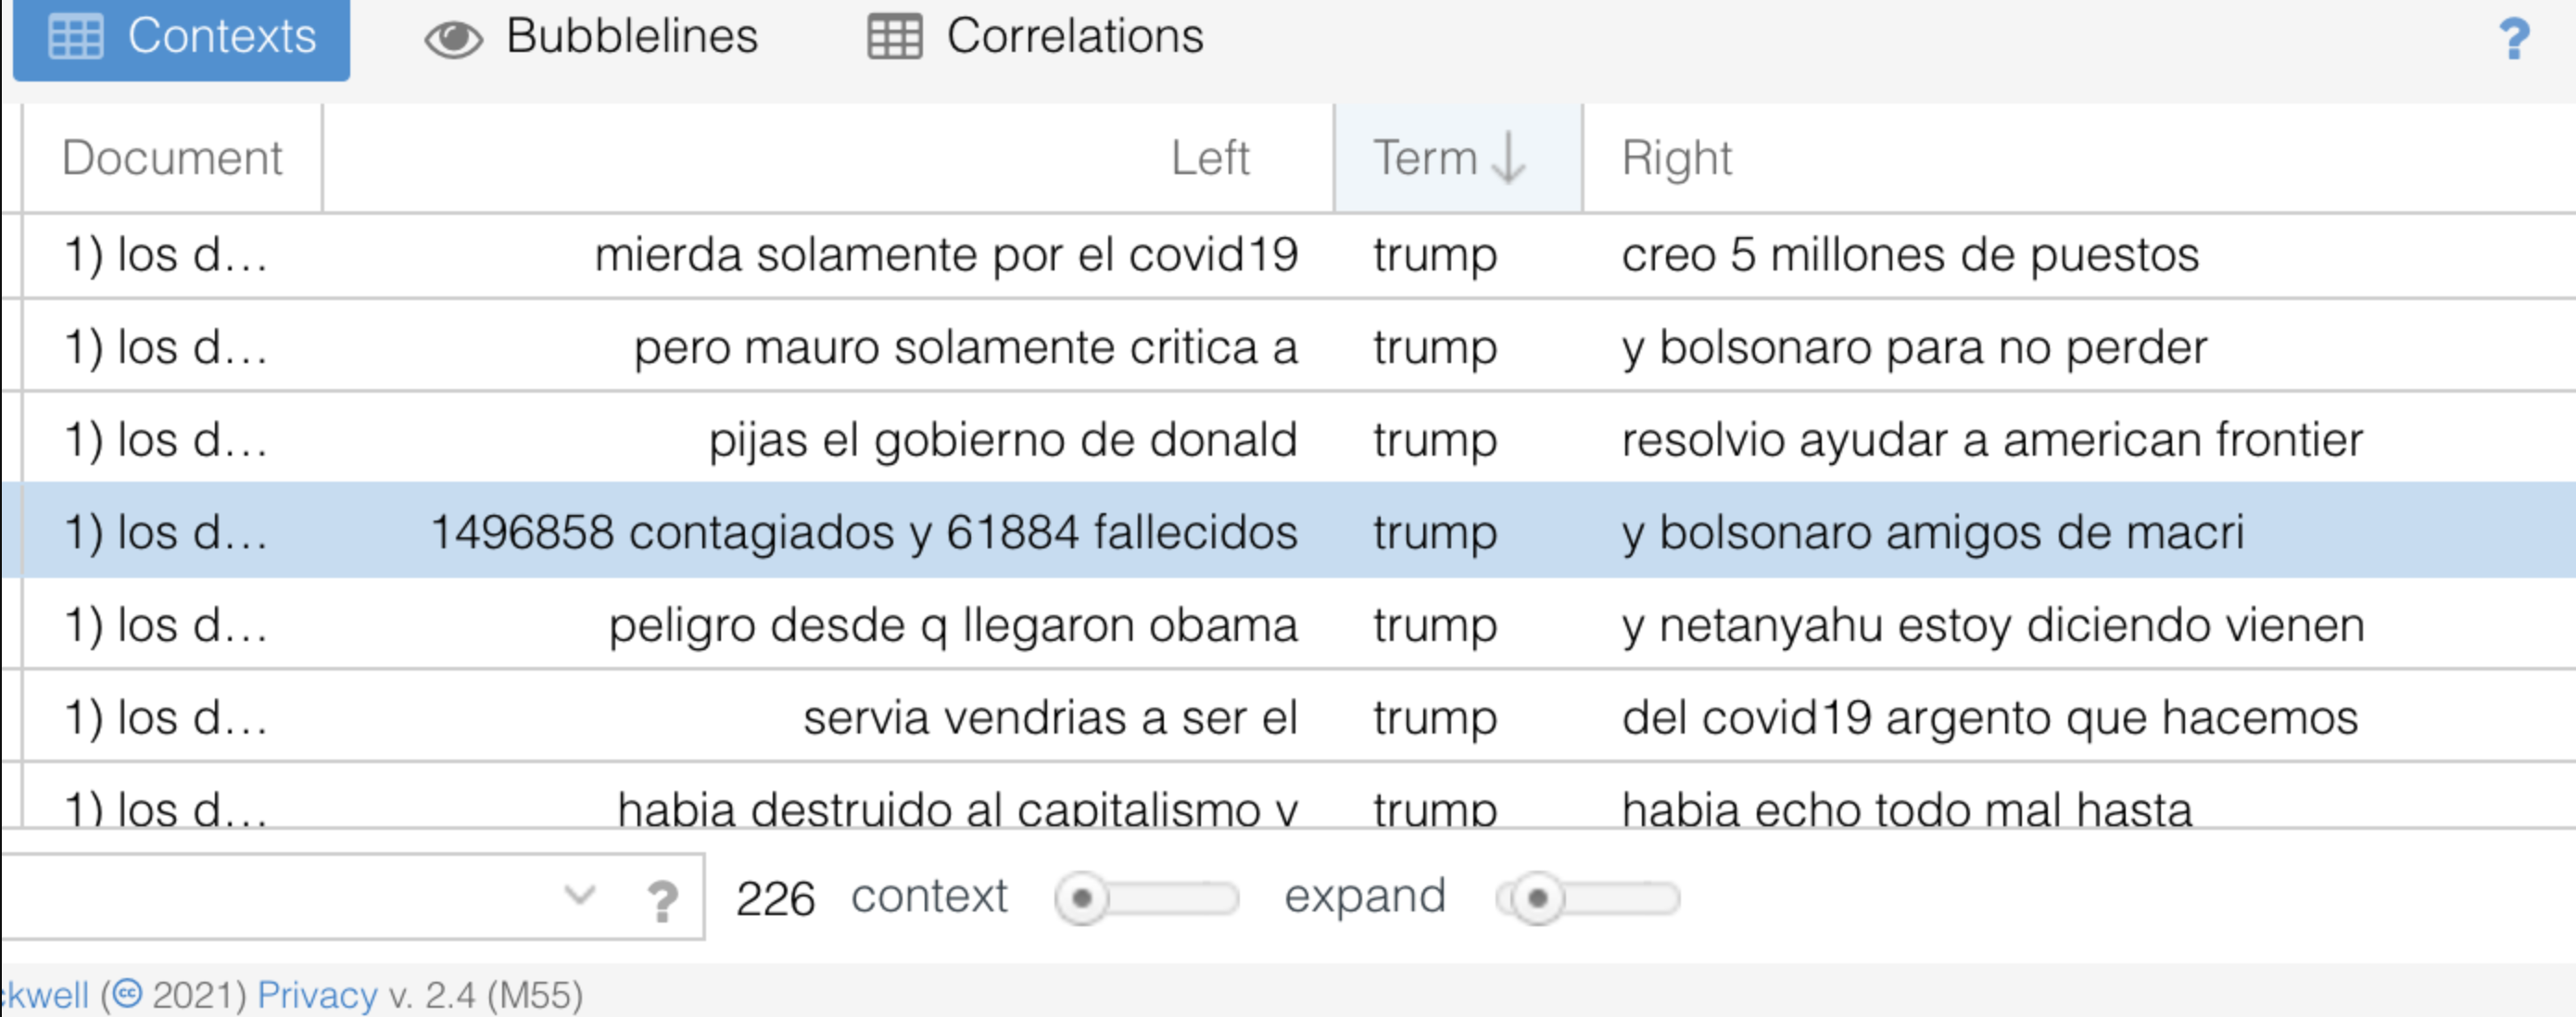 Contexts Bubblelines Correlations ?
Document Left Term Right
1) los d... mierda solamente por el covid19 trump creo 5 millones de puestos
1) los d... pero mauro solamente critica a trump y bolsonaro para no perder
1) los d... pijas el gobierno de donald trump resolvio ayudar a american frontier
1) los d... 1496858 contagiados y 61884 fallecidos trump y bolsonaro amigos de macri
1) los d... peligro desde q llegaron obama trump y netanyahu estoy diciendo vienen
1) los d... servia vendrias a ser el trump del covid19 argento que hacemos
1) los d... habia destruido al capitalismo y trump habia echo todo mal hasta
? 226 context expand
ckwell (cc 2021) Privacy v. 2.4 (M55)